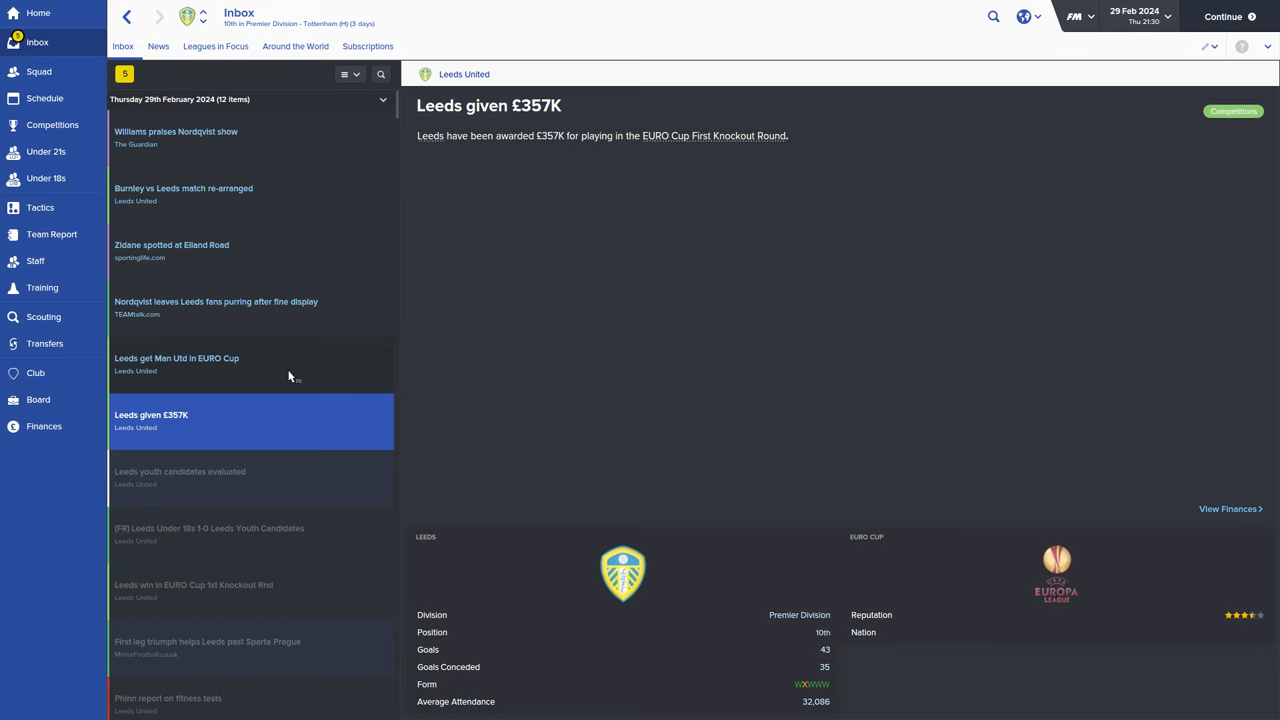 Home
Inbox
5
Squad
Schedule
Competitions
Under 21s
Under 18s
Tactics
Team Report
Staff
Training
Scouting
Transfers
Club
Board
Finances
Inbox
10th in Premier Division - Tottenham (H) (3 days)
FM
29 Feb 2024
Thu 21:30
Continue
Inbox
News
Leagues in Focus
Around the World
Subscriptions
5
Thursday 29th February 2024 (12 items)
Williams praises Nordqvist show
The Guardian
Burnley vs Leeds match re-arranged
Leeds United
Zidane spotted at Elland Road
sportinglife.com
Nordqvist leaves Leeds fans purring after fine display
TEAMtalk.com
Leeds get Man Utd in EURO Cup
Leeds United
Leeds given £357K
Leeds United
Leeds youth candidates evaluated
Leeds United
(FR) Leeds Under 18s 1-0 Leeds Youth Candidates
Leeds United
Leeds win in EURO Cup 1st Knockout Rnd
Leeds United
First leg triumph helps Leeds past Sparta Prague
MirrorFootball.co.uk
Phinn report on fitness tests
Leeds United
Leeds United
Leeds given £357K
Competitions
Leeds have been awarded £357K for playing in the EURO Cup First Knockout Round.
View Finances
LEEDS
Division Premier Division
Position 10th
Goals 43
Goals Conceded 35
Form WXWWW
Average Attendance 32,086
EURO CUP
UEFA
EUROPA
LEAGUE
Reputation
Nation